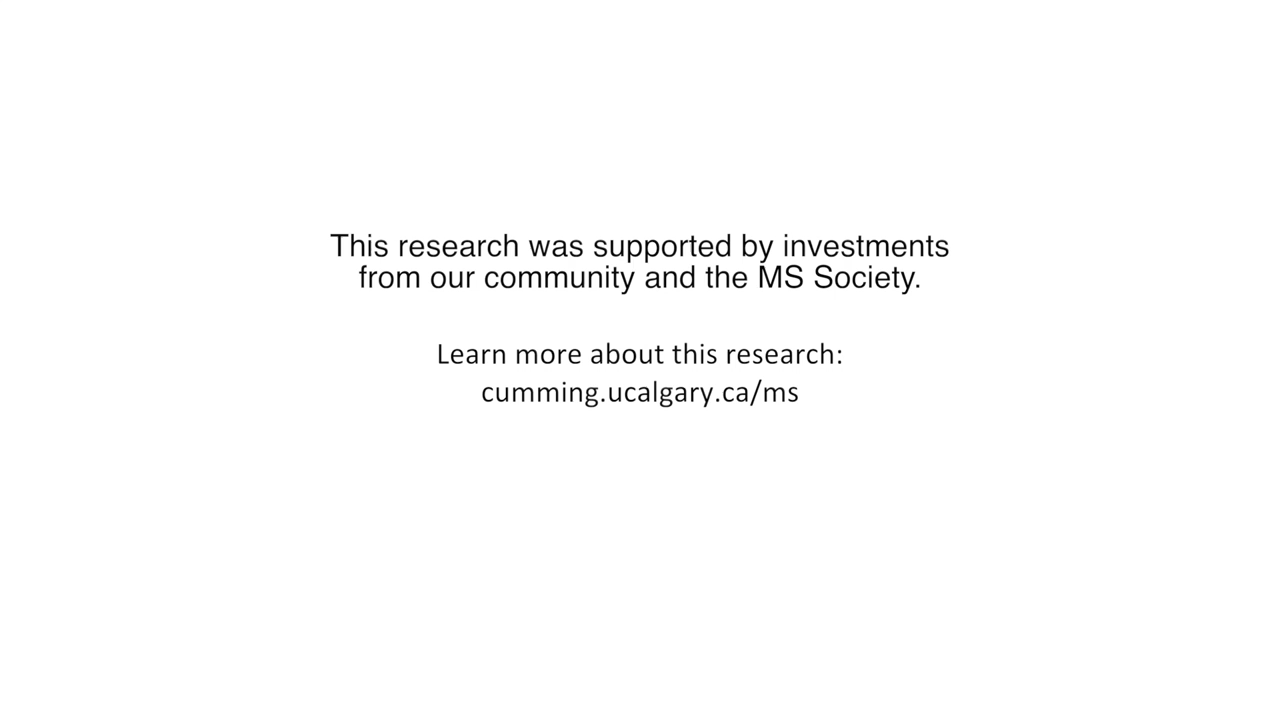 This research was supported by investments
from our community and the MS Society.
Learn more about this research:
cumming.ucalgary.ca/ms